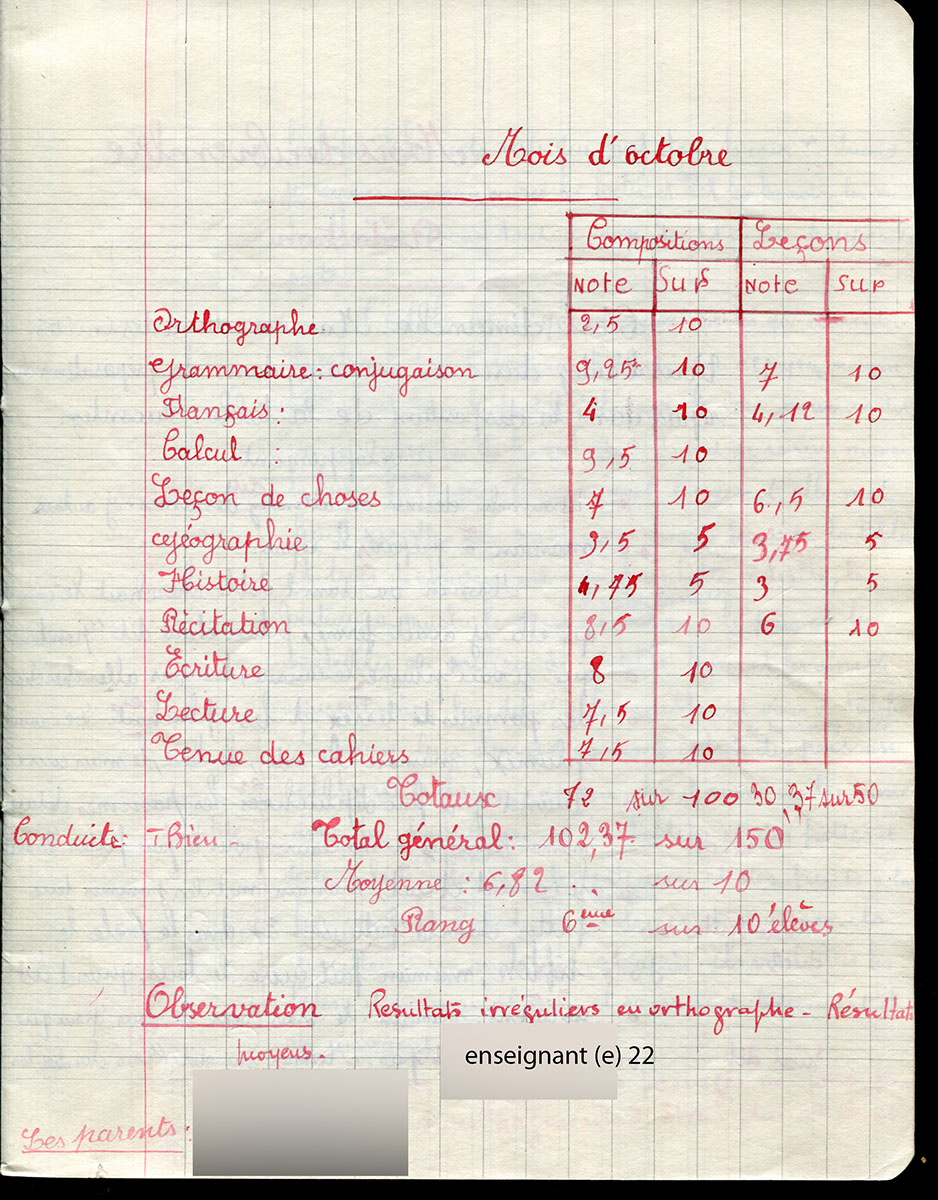 Mois d'octobre
Compositions Leçons
Note Sur Note Sur
Orthographe 2,5 10
Grammaire : conjugaison 9,25 10 7 10
Français : 4 10 4,12 10
Calcul : 9,5 10
Leçon de choses 7 10 6,5 10
Géographie 3,5 5 3,75 5
Histoire 4,75 5 3 5
Récitation 8,5 10 6 10
Ecriture 8 10
Lecture 7,5 10
Tenue des cahiers 7,5 10
Totaux 72 sur 100 30,37 sur 50
Conduite : TBien - Total général : 102,37 sur 150
Moyenne : 6,82 sur 10
Rang 6ème sur 10 élèves
Observation Resultats irréguliers en orthographe - Résultats
moyens.
enseignant (e) 22
Les parents :